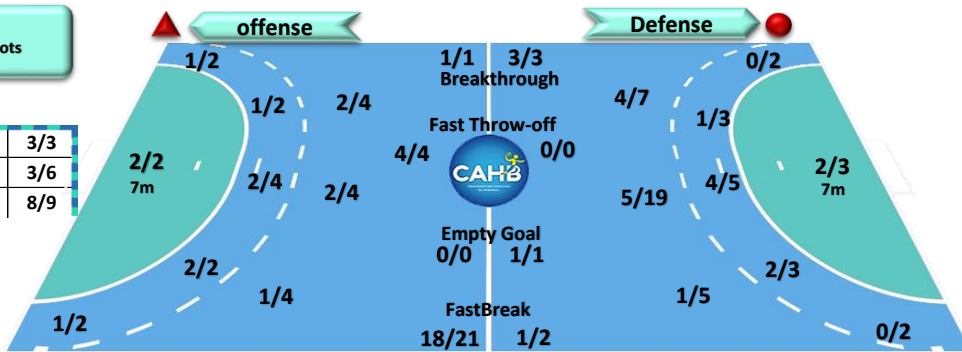 offense
Defense
ots
1/2
1/1 3/3
0/2
Breakthrough
1/2
2/4
4/7
1/3
Fast Throw-off
3/3
4/4
0/0
2/2
7m
CAHB
2/3
7m
3/6
2/4
2/4
5/19
4/5
8/9
Empty Goal
0/0 1/1
2/2
2/3
1/4
1/5
FastBreak
1/2
18/21 1/2
0/2